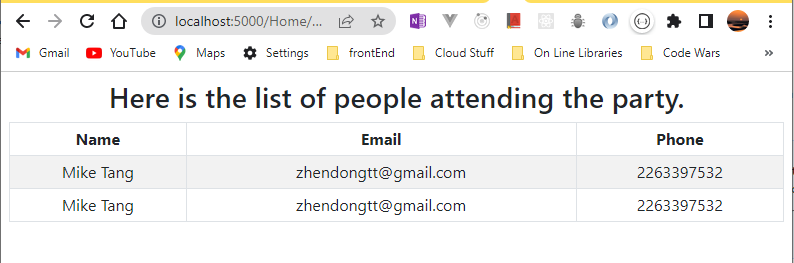 localhost:5000/Home/...
Gmail YouTube Maps Settings frontEnd Cloud Stuff On Line Libraries Code Wars »
Here is the list of people attending the party.
Name Email Phone
Mike Tang zhendongtt@gmail.com 2263397532
Mike Tang zhendongtt@gmail.com 2263397532